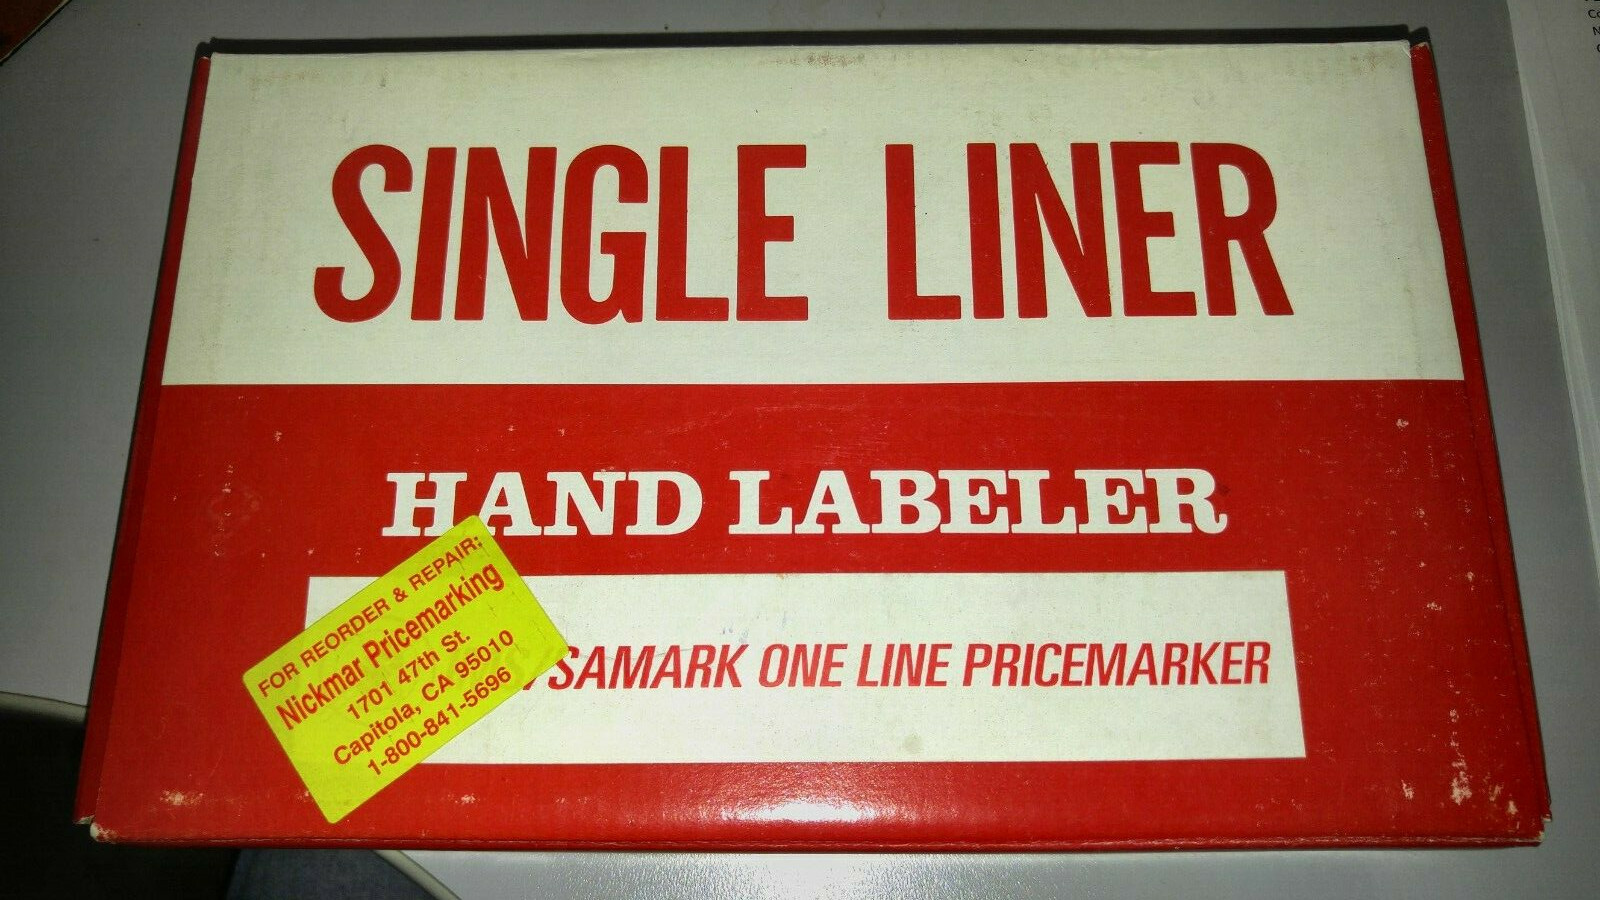 SINGLE LINER
HAND LABELER
FOR REORDER & REPAIR:
Nickmar Pricemarking
1701 47th St.
Capitola, CA 95010
1-800-841-5696
ONE LINE PRICEMARKER